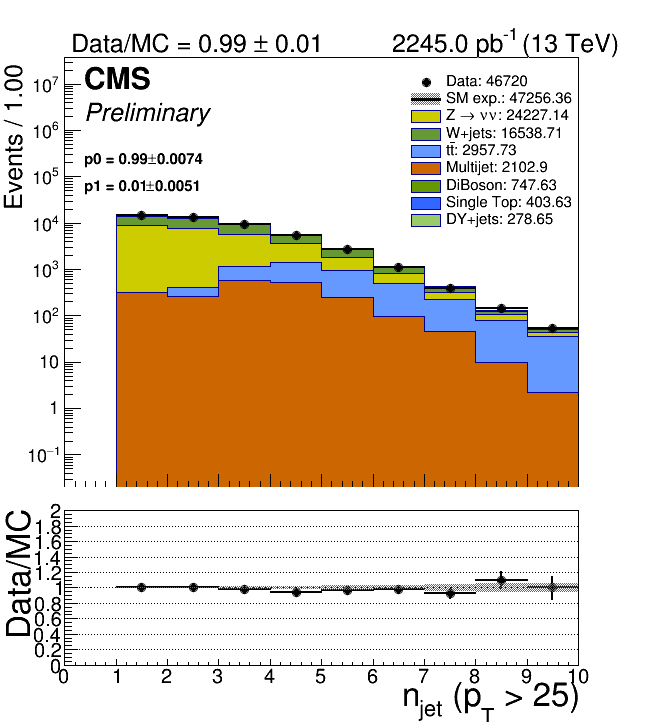 Data/MC = 0.99 ± 0.01
2245.0 pb⁻¹ (13 TeV)
Events / 1.00
CMS
Preliminary
p0 = 0.99±0.0074
p1 = 0.01±0.0051
Data: 46720
SM exp.: 47256.36
Z → νν: 24227.14
W+jets: 16538.71
tt̄: 2957.73
Multijet: 2102.9
DiBoson: 747.63
Single Top: 403.63
DY+jets: 278.65
10⁷
10⁶
10⁵
10⁴
10³
10²
10
1
10⁻¹
Data/MC
2
1.8
1.6
1.4
1.2
1
0.8
0.6
0.4
0.2
0
0 1 2 3 4 5 6 7 8 9 10
n_jet (p_T > 25)